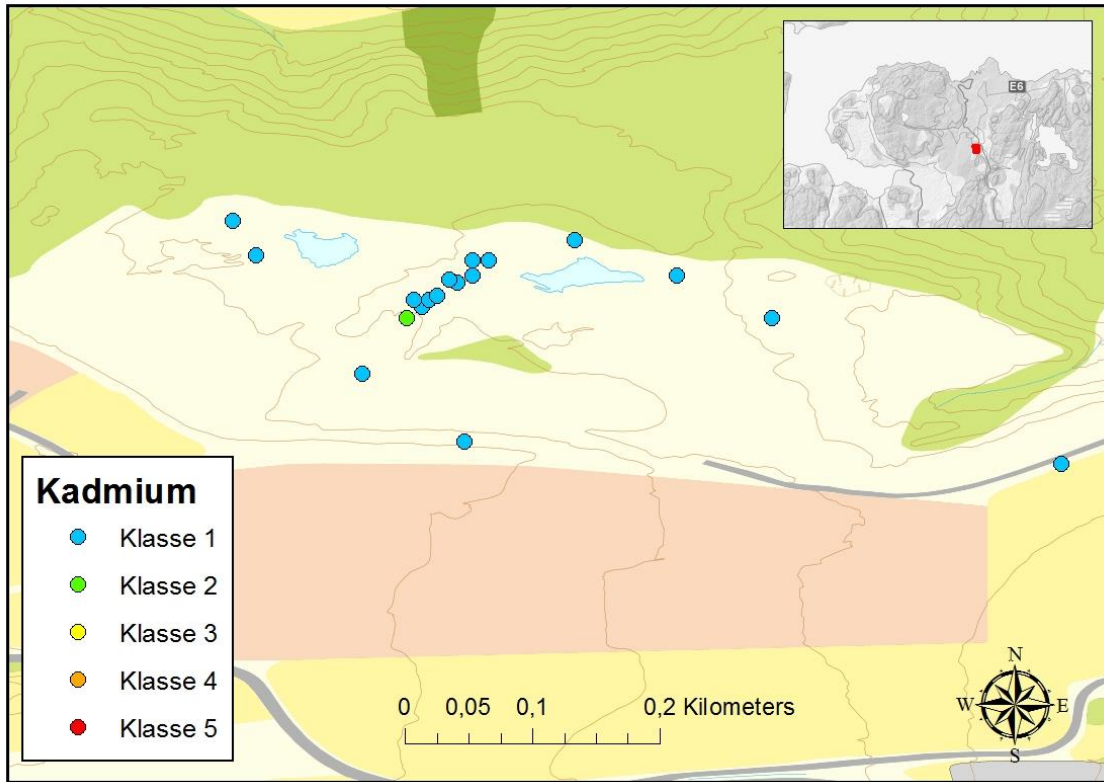 E6
Kadmium
Klasse 1
Klasse 2
Klasse 3
Klasse 4
Klasse 5
0 0,05 0,1 0,2 Kilometers
N
W E
S